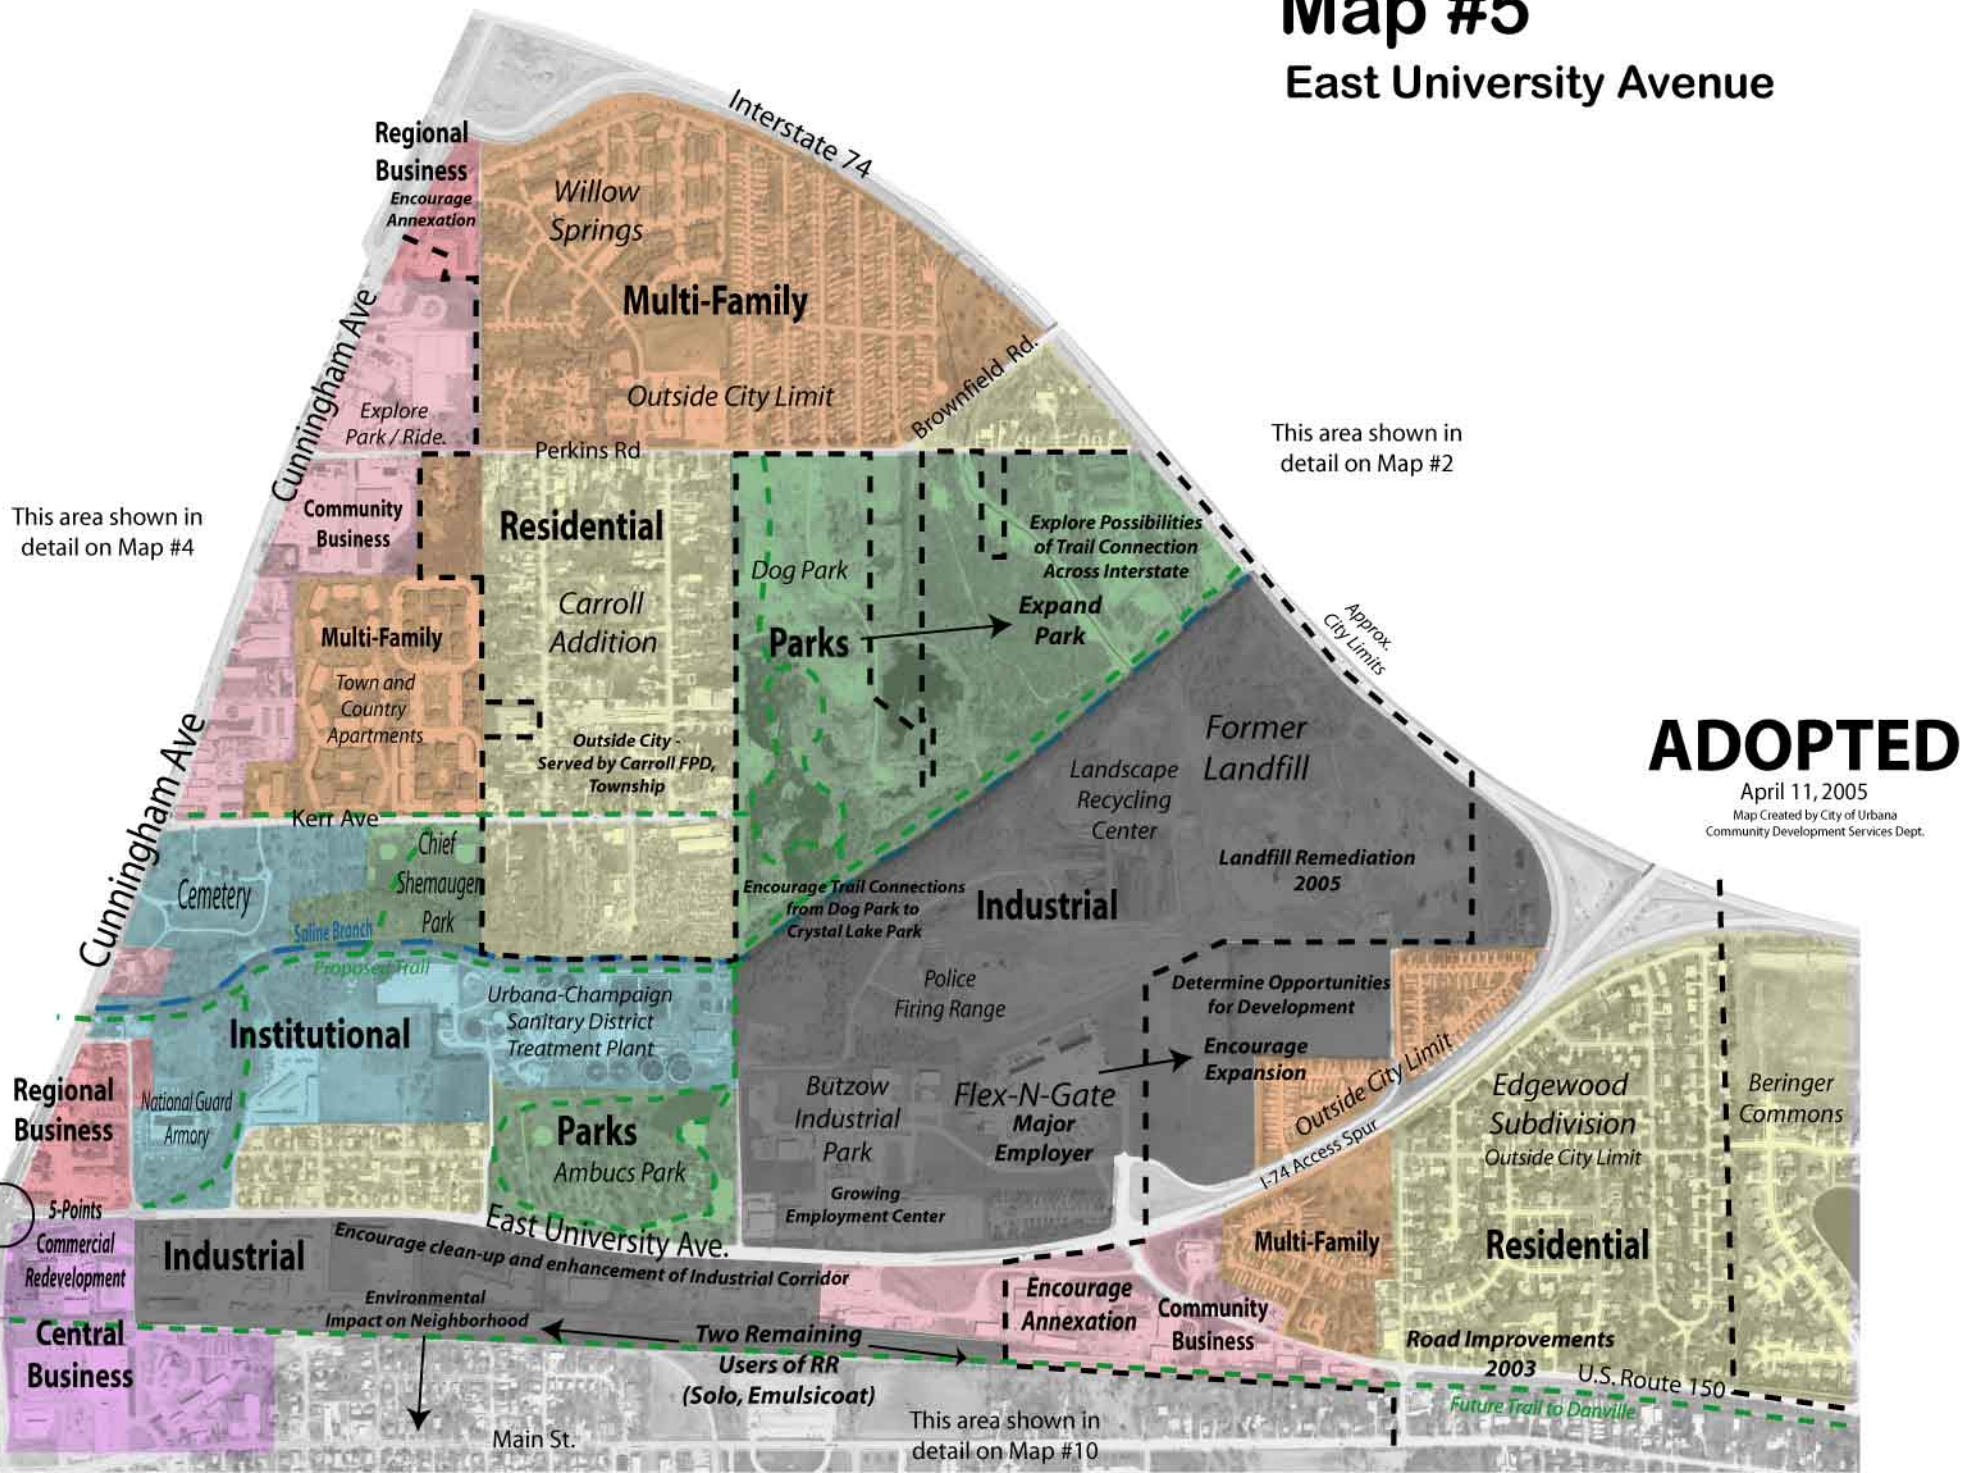 Map #5
East University Avenue
Interstate 74
Regional
Business
Encourage
Annexation
Willow
Springs
Multi-Family
Outside City Limit
Cunningham Ave
Explore
Park / Ride.
Brownfield Rd.
Perkins Rd
This area shown in
detail on Map #2
This area shown in
detail on Map #4
Community
Business
Residential
Carroll
Addition
Dog Park
Explore Possibilities
of Trail Connection
Across Interstate
Parks
Expand
Park
Approx.
City Limits
Multi-Family
Town and
Country
Apartments
Outside City -
Served by Carroll FPD,
Township
Former
Landfill
Landscape
Recycling
Center
ADOPTED
April 11, 2005
Map Created by City of Urbana
Community Development Services Dept.
Cunningham Ave
Kerr Ave
Chief
Shemauger
Park
Cemetery
Saline Branch
Proposed Trail
Encourage Trail Connections
from Dog Park to
Crystal Lake Park
Industrial
Landfill Remediation
2005
Police
Firing Range
Determine Opportunities
for Development
Encourage
Expansion
Institutional
Urbana-Champaign
Sanitary District
Treatment Plant
Regional
Business
National Guard
Armory
Parks
Ambucs Park
Butzow
Industrial
Park
Flex-N-Gate
Major
Employer
Growing
Employment Center
Outside City Limit
I-74 Access Spur
Edgewood
Subdivision
Outside City Limit
Beringer
Commons
5-Points
Commercial
Redevelopment
Industrial
East University Ave.
Encourage clean-up and enhancement of Industrial Corridor
Environmental
Impact on Neighborhood
Two Remaining
Users of RR
(Solo, Emulsicoat)
Encourage
Annexation
Community
Business
Multi-Family
Residential
Road Improvements
2003
U.S. Route 150
Future Trail to Danville
Central
Business
Main St.
This area shown in
detail on Map #10